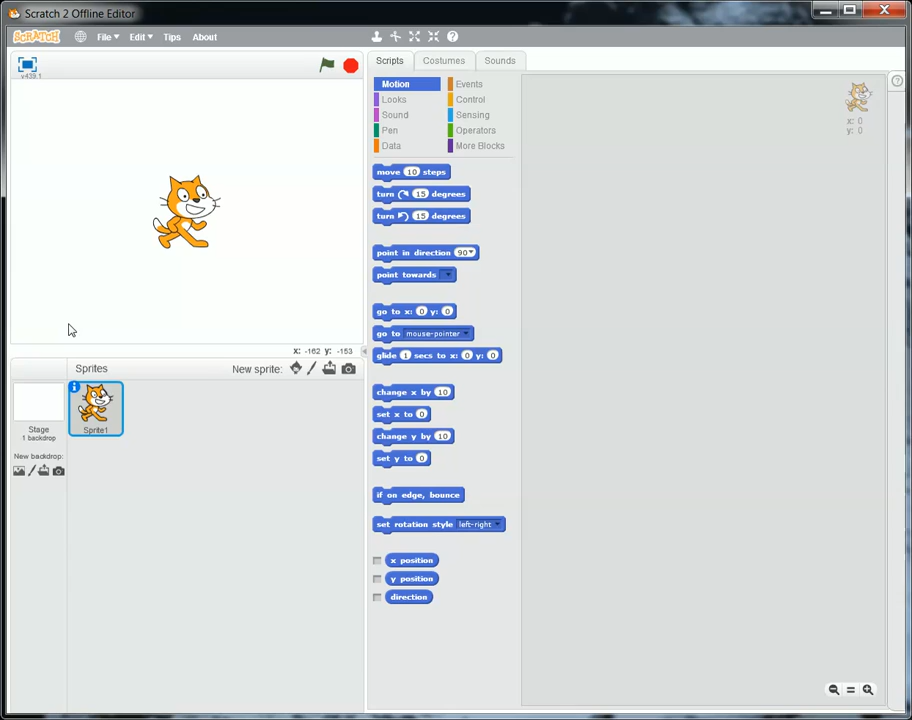 Scratch 2 Offline Editor
SCRATCH File Edit Tips About
v439.1
Scripts Costumes Sounds
Motion Events
Looks Control
Sound Sensing
Pen Operators
Data More Blocks
x: 0
y: 0
move 10 steps
turn 15 degrees
turn 15 degrees
point in direction 90
point towards
go to x: 0 y: 0
go to mouse-pointer
glide 1 secs to x: 0 y: 0
change x by 10
set x to 0
change y by 10
set y to 0
if on edge, bounce
set rotation style left-right
x position
y position
direction
x: -162 y: -153
Sprites New sprite:
Sprite1
Stage
1 backdrop
New backdrop: